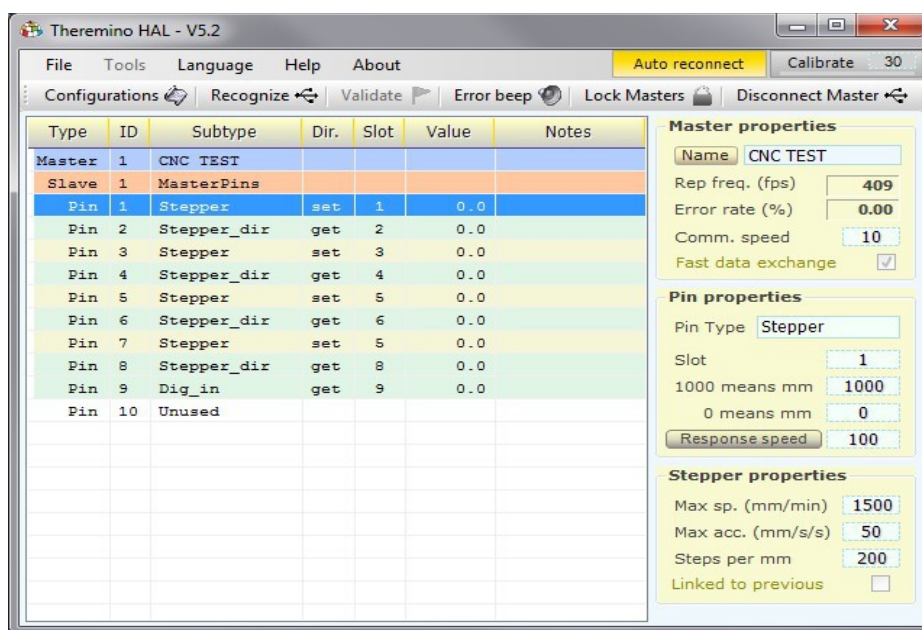 Theremino HAL - V5.2
File Tools Language Help About Auto reconnect Calibrate 30
Configurations Recognize Validate Error beep Lock Masters Disconnect Master
Type ID Subtype Dir. Slot Value Notes
Master 1 CNC TEST
Slave 1 MasterPins
Pin 1 Stepper set 1 0.0
Pin 2 Stepper_dir get 2 0.0
Pin 3 Stepper set 3 0.0
Pin 4 Stepper_dir get 4 0.0
Pin 5 Stepper set 5 0.0
Pin 6 Stepper_dir get 6 0.0
Pin 7 Stepper set 5 0.0
Pin 8 Stepper_dir get 8 0.0
Pin 9 Dig_in get 9 0.0
Pin 10 Unused
Master properties
Name CNC TEST
Rep freq. (fps) 409
Error rate (%) 0.00
Comm. speed 10
Fast data exchange
Pin properties
Pin Type Stepper
Slot 1
1000 means mm 1000
0 means mm 0
Response speed 100
Stepper properties
Max sp. (mm/min) 1500
Max acc. (mm/s/s) 50
Steps per mm 200
Linked to previous